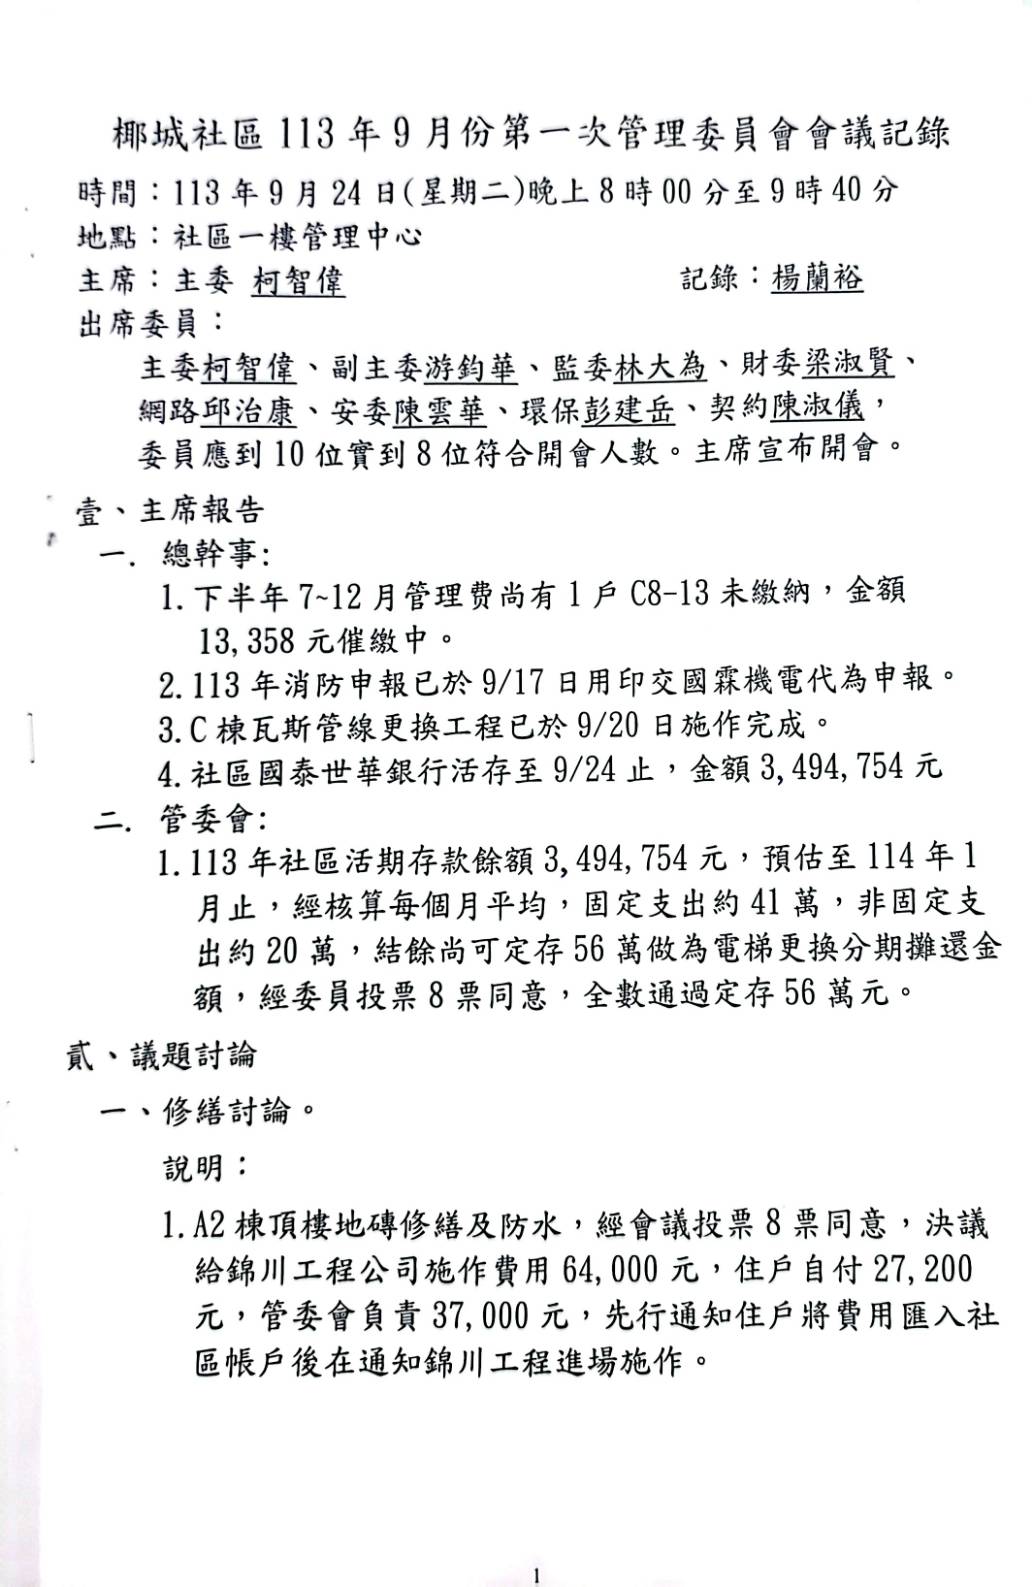 椰城社區 113 年 9 月份第一次管理委員會會議記錄
時間：113 年 9 月 24 日(星期二)晚上 8 時 00 分至 9 時 40 分
地點：社區一樓管理中心
主席：主委 柯智偉 記錄：楊蘭裕
出席委員：
主委柯智偉、副主委游鈞華、監委林大為、財委梁淑賢、
網路邱治康、安委陳雲華、環保彭建岳、契約陳淑儀，
委員應到 10 位實到 8 位符合開會人數。主席宣布開會。
壹、主席報告
一. 總幹事:
1.下半年 7~12 月管理费尚有 1 戶 C8-13 未繳納，金額
13,358 元催繳中。
2.113 年消防申報已於 9/17 日用印交國霖機電代為申報。
3.C 棟瓦斯管線更換工程已於 9/20 日施作完成。
4.社區國泰世華銀行活存至 9/24 止，金額 3,494,754 元
二. 管委會:
1.113 年社區活期存款餘額 3,494,754 元，預估至 114 年 1
月止，經核算每個月平均，固定支出約 41 萬，非固定支
出約 20 萬，結餘尚可定存 56 萬做為電梯更換分期攤還金
額，經委員投票 8 票同意，全數通過定存 56 萬元。
貳、議題討論
一、修繕討論。
說明：
1.A2 棟頂樓地磚修繕及防水，經會議投票 8 票同意，決議
給錦川工程公司施作費用 64,000 元，住戶自付 27,200
元，管委會負責 37,000 元，先行通知住戶將費用匯入社
區帳戶後在通知錦川工程進場施作。
1